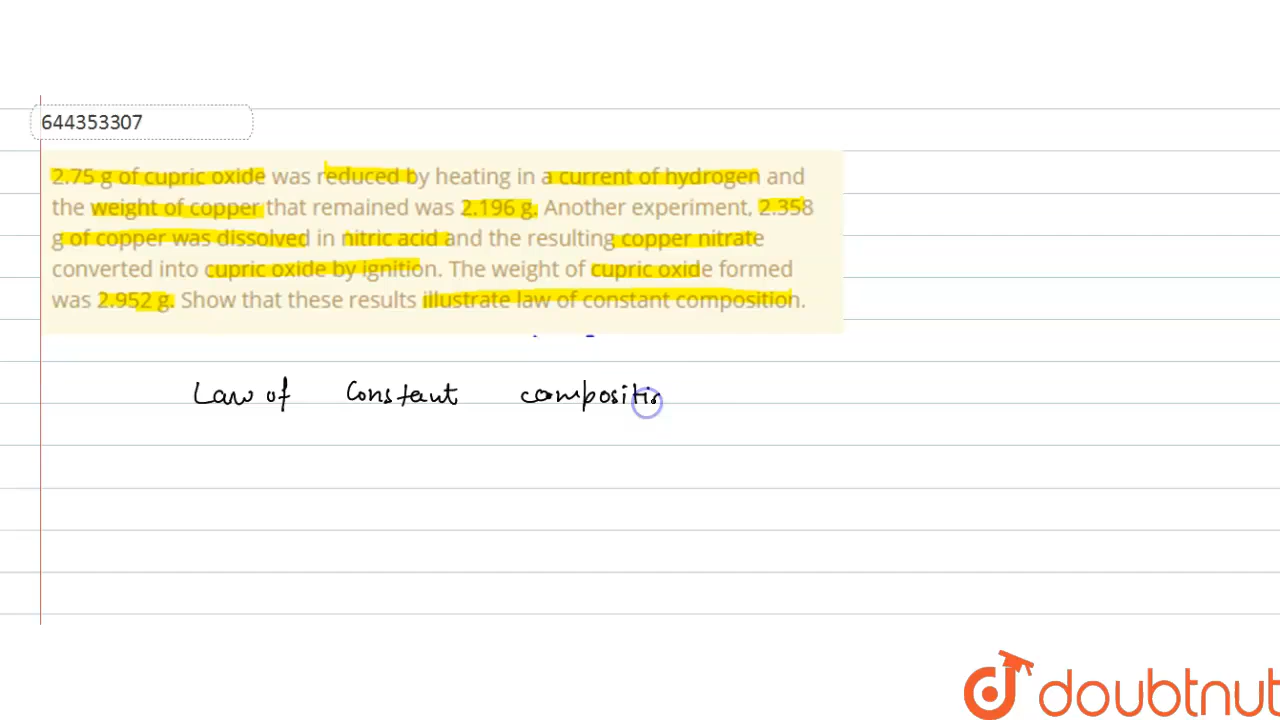 644353307
2.75 g of cupric oxide was reduced by heating in a current of hydrogen and
the weight of copper that remained was 2.196 g. Another experiment, 2.358
g of copper was dissolved in nitric acid and the resulting copper nitrate
converted into cupric oxide by ignition. The weight of cupric oxide formed
was 2.952 g. Show that these results illustrate law of constant composition.
Law of Constant compositio
doubtnut